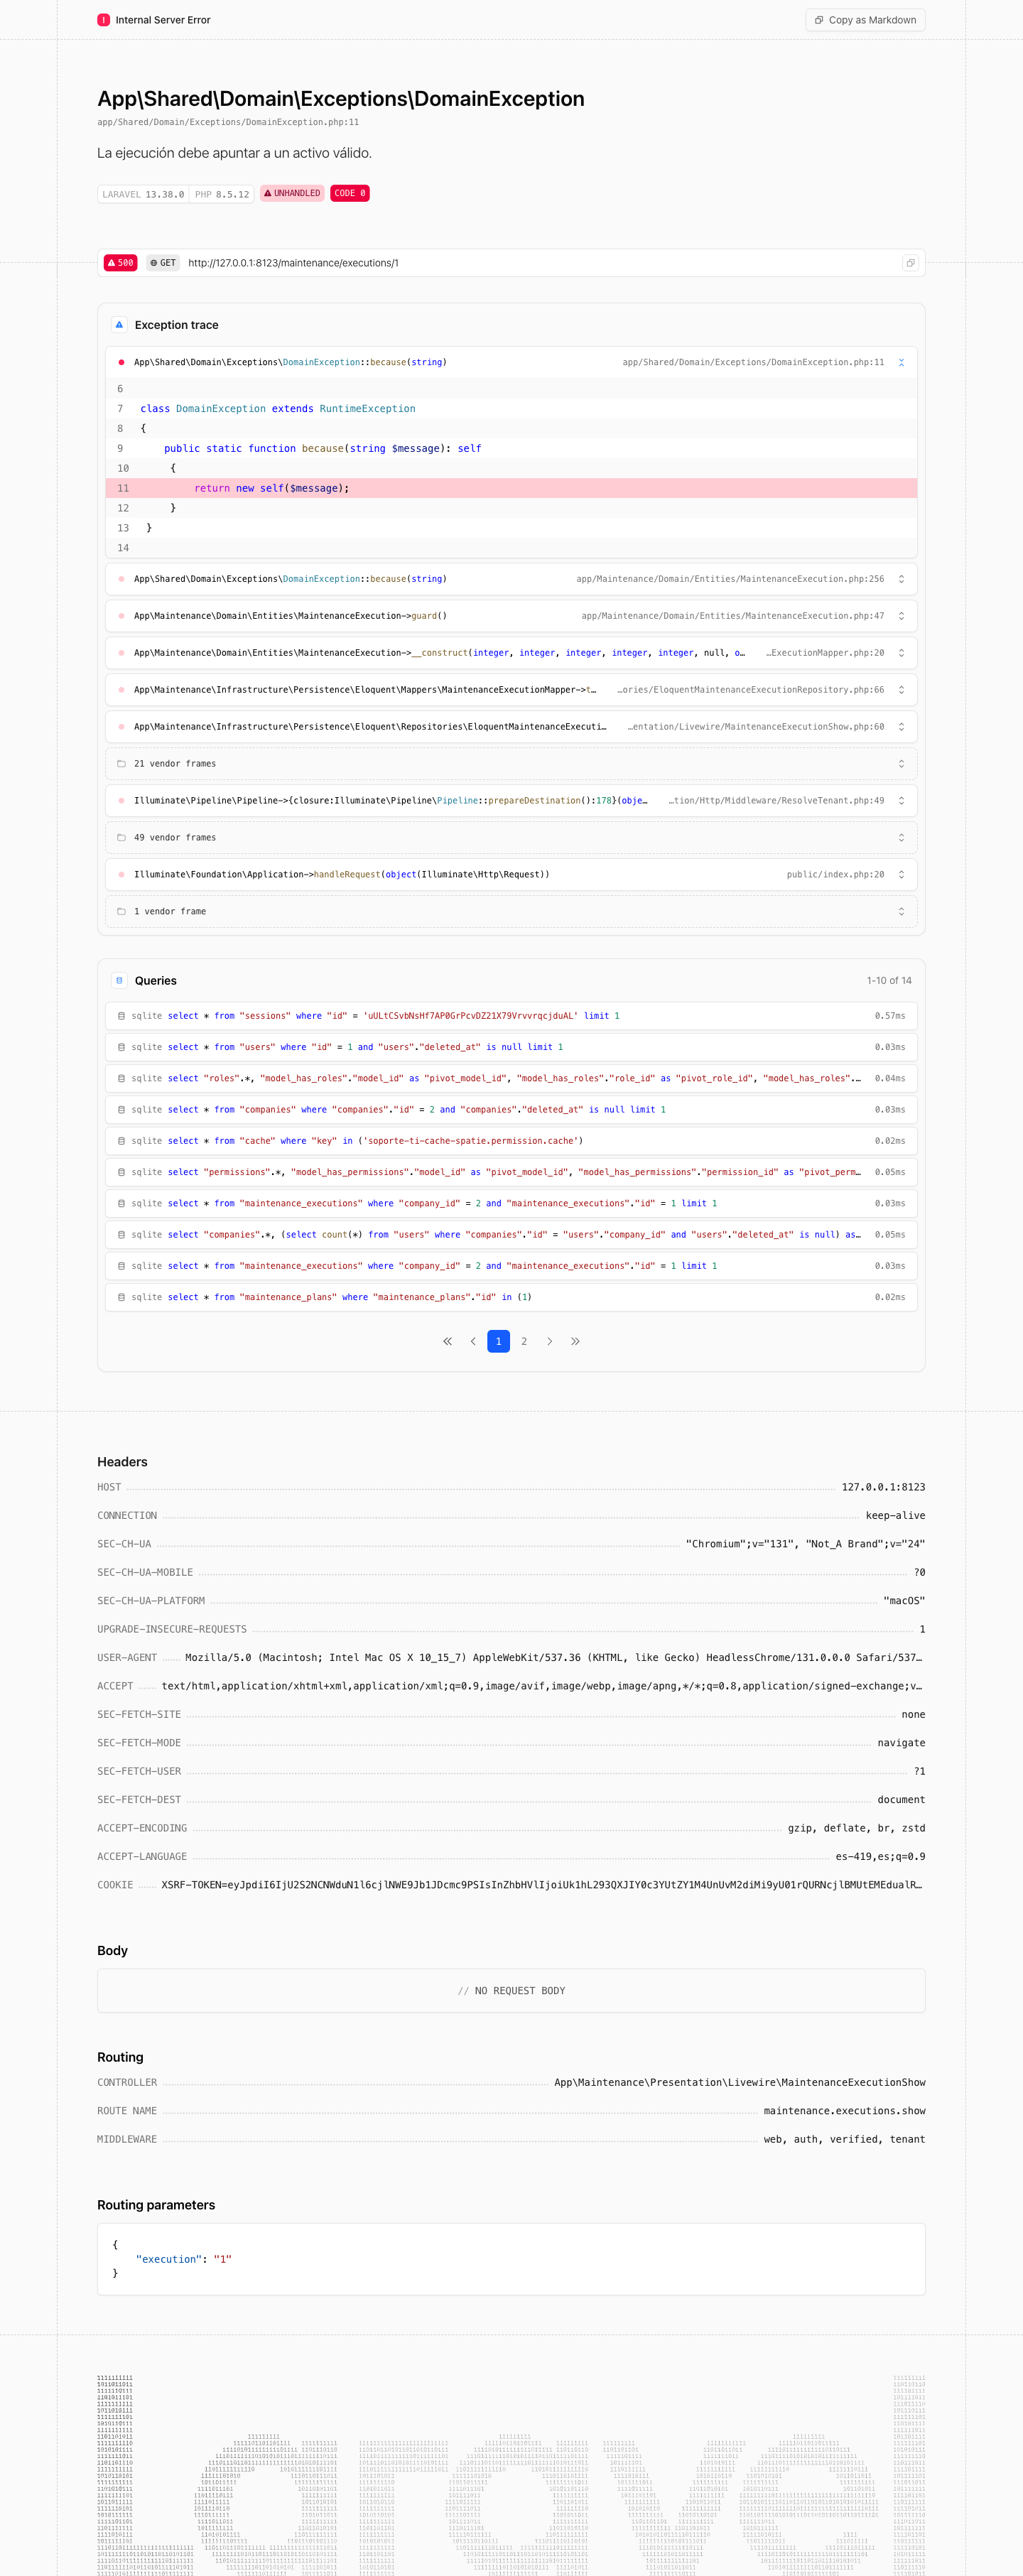 Internal Server Error
Copy as Markdown
App\Shared\Domain\Exceptions\DomainException
app/Shared/Domain/Exceptions/DomainException.php:11
La ejecución debe apuntar a un activo válido.
LARAVEL 13.38.0 PHP 8.5.12 UNHANDLED CODE 0
500 GET http://127.0.0.1:8123/maintenance/executions/1
Exception trace
App\Shared\Domain\Exceptions\DomainException::because(string) app/Shared/Domain/Exceptions/DomainException.php:11
6
7 class DomainException extends RuntimeException
8 {
9 public static function because(string $message): self
10 {
11 return new self($message);
12 }
13 }
14
App\Shared\Domain\Exceptions\DomainException::because(string) app/Maintenance/Domain/Entities/MaintenanceExecution.php:256
App\Maintenance\Domain\Entities\MaintenanceExecution->guard() app/Maintenance/Domain/Entities/MaintenanceExecution.php:47
App\Maintenance\Domain\Entities\MaintenanceExecution->__construct(integer, integer, integer, integer, integer, null, o… …ExecutionMapper.php:20
App\Maintenance\Infrastructure\Persistence\Eloquent\Mappers\MaintenanceExecutionMapper->t… …ories/EloquentMaintenanceExecutionRepository.php:66
App\Maintenance\Infrastructure\Persistence\Eloquent\Repositories\EloquentMaintenanceExecuti… …entation/Livewire/MaintenanceExecutionShow.php:60
21 vendor frames
Illuminate\Pipeline\Pipeline->{closure:Illuminate\Pipeline\Pipeline::prepareDestination():178}(obje… …tion/Http/Middleware/ResolveTenant.php:49
49 vendor frames
Illuminate\Foundation\Application->handleRequest(object(Illuminate\Http\Request)) public/index.php:20
1 vendor frame
Queries 1-10 of 14
sqlite select * from "sessions" where "id" = 'uULtCSvbNsHf7AP0GrPcvDZ21X79VrvvrqcjduAL' limit 1 0.57ms
sqlite select * from "users" where "id" = 1 and "users"."deleted_at" is null limit 1 0.03ms
sqlite select "roles".*, "model_has_roles"."model_id" as "pivot_model_id", "model_has_roles"."role_id" as "pivot_role_id", "model_has_roles".… 0.04ms
sqlite select * from "companies" where "companies"."id" = 2 and "companies"."deleted_at" is null limit 1 0.03ms
sqlite select * from "cache" where "key" in ('soporte-ti-cache-spatie.permission.cache') 0.02ms
sqlite select "permissions".*, "model_has_permissions"."model_id" as "pivot_model_id", "model_has_permissions"."permission_id" as "pivot_perm… 0.05ms
sqlite select * from "maintenance_executions" where "company_id" = 2 and "maintenance_executions"."id" = 1 limit 1 0.03ms
sqlite select "companies".*, (select count(*) from "users" where "companies"."id" = "users"."company_id" and "users"."deleted_at" is null) as… 0.05ms
sqlite select * from "maintenance_executions" where "company_id" = 2 and "maintenance_executions"."id" = 1 limit 1 0.03ms
sqlite select * from "maintenance_plans" where "maintenance_plans"."id" in (1) 0.02ms
1 2
Headers
HOST 127.0.0.1:8123
CONNECTION keep-alive
SEC-CH-UA "Chromium";v="131", "Not_A Brand";v="24"
SEC-CH-UA-MOBILE ?0
SEC-CH-UA-PLATFORM "macOS"
UPGRADE-INSECURE-REQUESTS 1
USER-AGENT Mozilla/5.0 (Macintosh; Intel Mac OS X 10_15_7) AppleWebKit/537.36 (KHTML, like Gecko) HeadlessChrome/131.0.0.0 Safari/537…
ACCEPT text/html,application/xhtml+xml,application/xml;q=0.9,image/avif,image/webp,image/apng,*/*;q=0.8,application/signed-exchange;v…
SEC-FETCH-SITE none
SEC-FETCH-MODE navigate
SEC-FETCH-USER ?1
SEC-FETCH-DEST document
ACCEPT-ENCODING gzip, deflate, br, zstd
ACCEPT-LANGUAGE es-419,es;q=0.9
COOKIE
Body
// NO REQUEST BODY
Routing
CONTROLLER App\Maintenance\Presentation\Livewire\MaintenanceExecutionShow
ROUTE NAME maintenance.executions.show
MIDDLEWARE web, auth, verified, tenant
Routing parameters
{
"execution": "1"
}